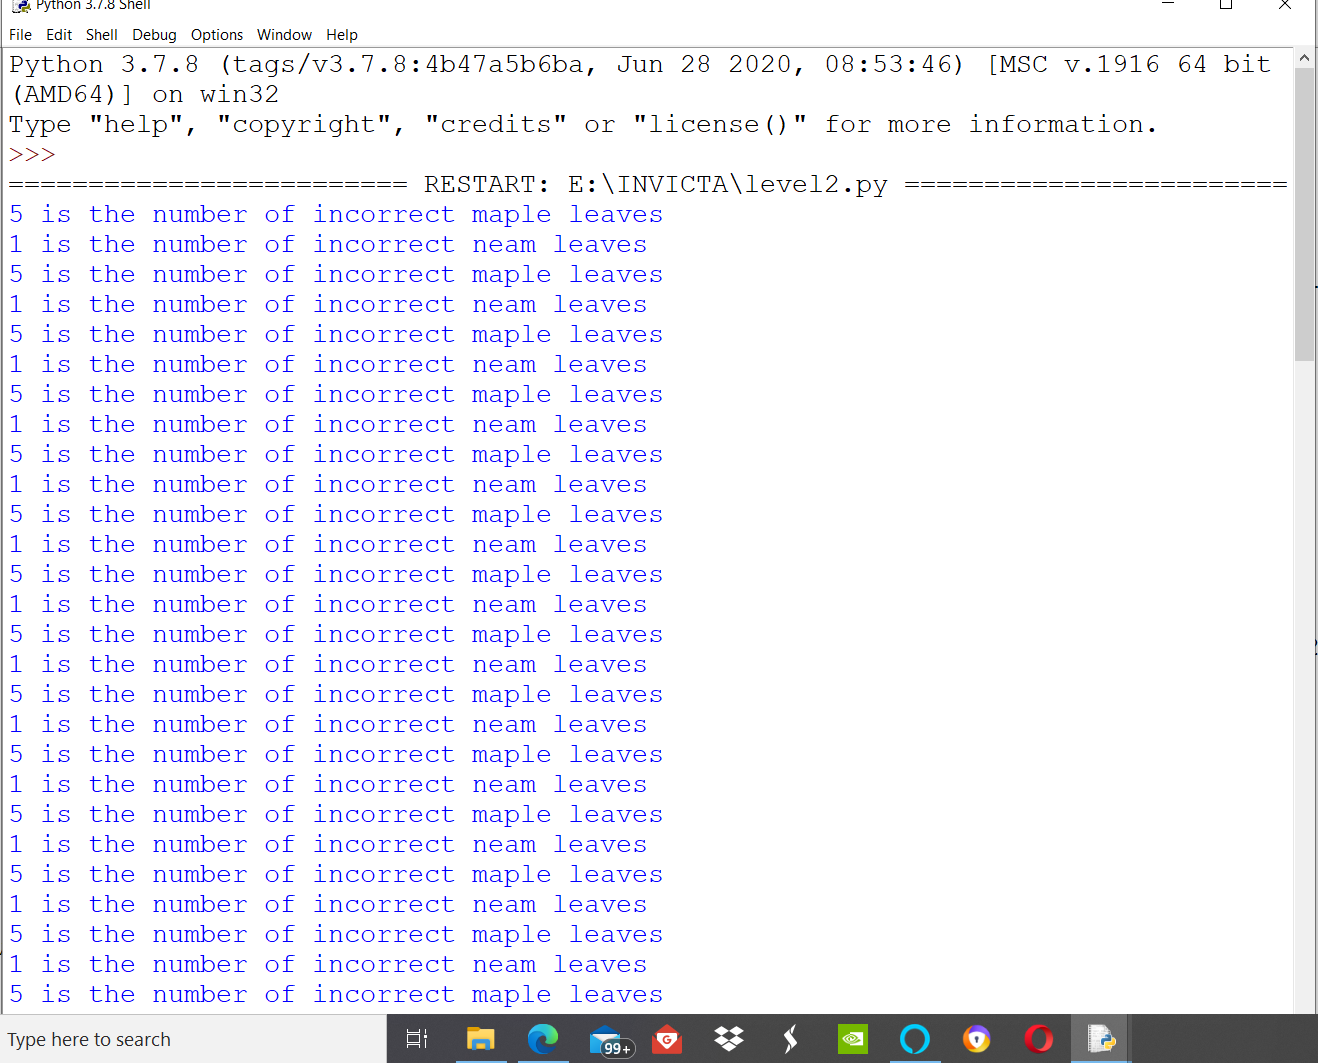 Python 3.7.8 Shell
File Edit Shell Debug Options Window Help
Python 3.7.8 (tags/v3.7.8:4b47a5b6ba, Jun 28 2020, 08:53:46) [MSC v.1916 64 bit
(AMD64)] on win32
Type "help", "copyright", "credits" or "license()" for more information.
>>>
========================= RESTART: E:\INVICTA\level2.py ========================
5 is the number of incorrect maple leaves
1 is the number of incorrect neam leaves
5 is the number of incorrect maple leaves
1 is the number of incorrect neam leaves
5 is the number of incorrect maple leaves
1 is the number of incorrect neam leaves
5 is the number of incorrect maple leaves
1 is the number of incorrect neam leaves
5 is the number of incorrect maple leaves
1 is the number of incorrect neam leaves
5 is the number of incorrect maple leaves
1 is the number of incorrect neam leaves
5 is the number of incorrect maple leaves
1 is the number of incorrect neam leaves
5 is the number of incorrect maple leaves
1 is the number of incorrect neam leaves
5 is the number of incorrect maple leaves
1 is the number of incorrect neam leaves
5 is the number of incorrect maple leaves
1 is the number of incorrect neam leaves
5 is the number of incorrect maple leaves
1 is the number of incorrect neam leaves
5 is the number of incorrect maple leaves
1 is the number of incorrect neam leaves
5 is the number of incorrect maple leaves
1 is the number of incorrect neam leaves
5 is the number of incorrect maple leaves
Type here to search
99+